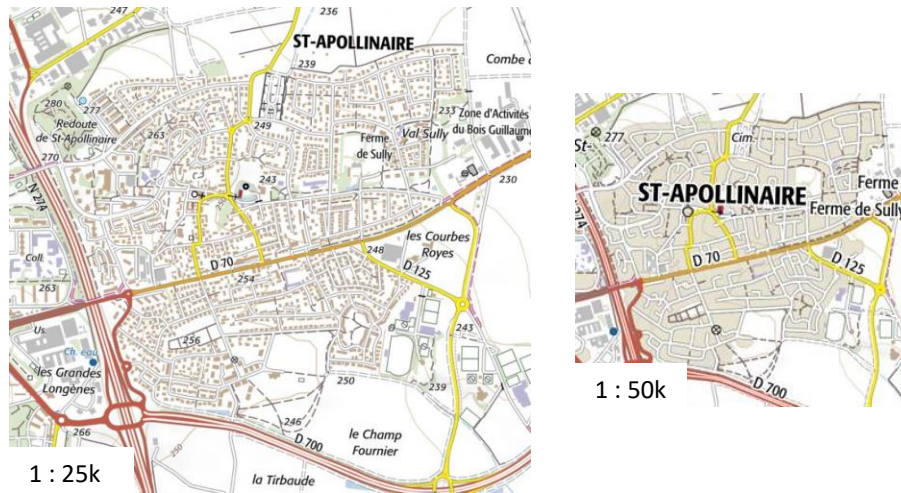 247
236
ST-APOLLINAIRE
239
Combe
280
277
Redoute
de St-Apollinaire
263
249
233
Zone d'Activités
du Bois Guillaume
Ferme
de Sully
Val Sully
270
N 274
243
230
les Courbes
Royes
248
D 70
254
D 125
Coll.
263
Us.
Ch. eau
256
243
les Grandes
Longènes
250
239
246
266
250
D 700
le Champ
Fournier
la Tirbaude
1 : 25k
277
St-
Cim.
ST-APOLLINAIRE
Ferme
Ferme de Sully
274
D 70
D 125
D 700
1 : 50k